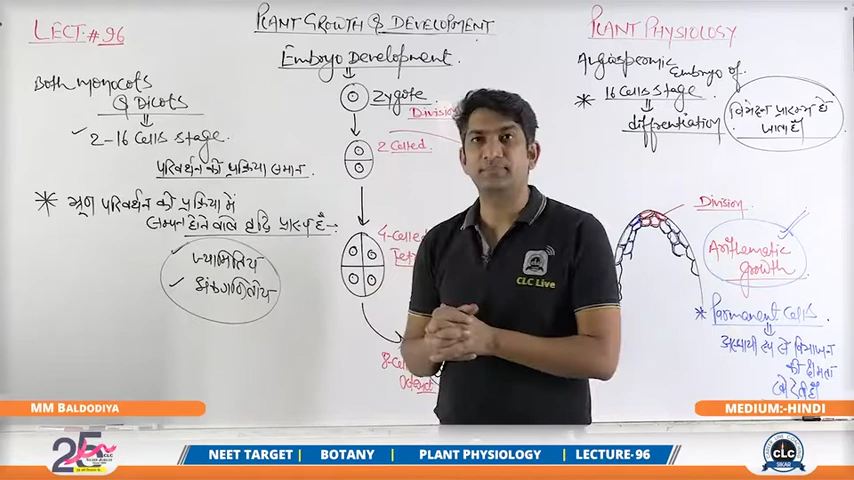 LECT:# 96
PLANT GROWTH & DEVELOPMENT
PLANT PHYSIOLOGY
Embryo Development
Both monocots
& Dicots
✓ 2-16 Cells stage
परिवर्धन की प्रक्रिया समान
* भ्रूण परिवर्धन की प्रक्रिया में
सम्पन्न होने वाले वृद्धि प्रारूप हैं:-
✓ ज्यामितिय
✓ अंकगणितीय
Zygote
Division
2 Celled
4-Celled
8-Cel
Angiospermic Embryo of
* 16 Cells stage
differentiation
विभेदन प्रारम्भ हो
जाता है।
Division
Arithematic
Growth
* Permanent Cells
अस्थायी रूप से विभाजन
की क्षमता
खो देती हैं
CLC Live
MM BALDODIYA
MEDIUM:-HINDI
25
NEET TARGET | BOTANY | PLANT PHYSIOLOGY | LECTURE-96
CLC
SIKAR